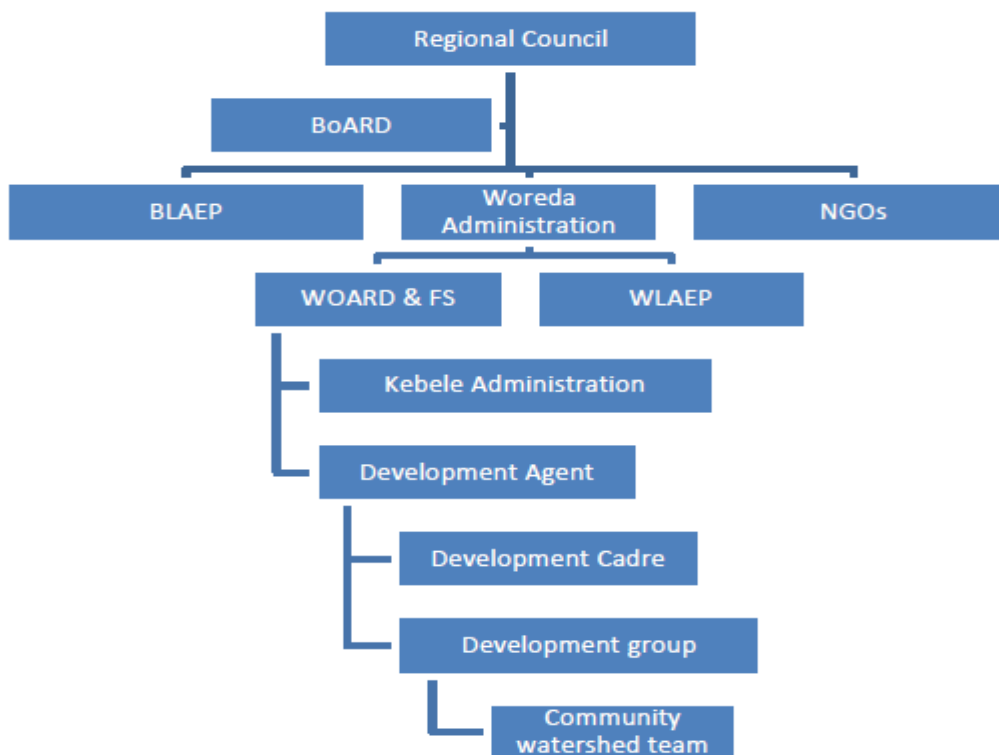 Regional Council
BoARD
BLAEP
Woreda
Administration
NGOs
WOARD & FS
WLAEP
Kebele Administration
Development Agent
Development Cadre
Development group
Community
watershed team